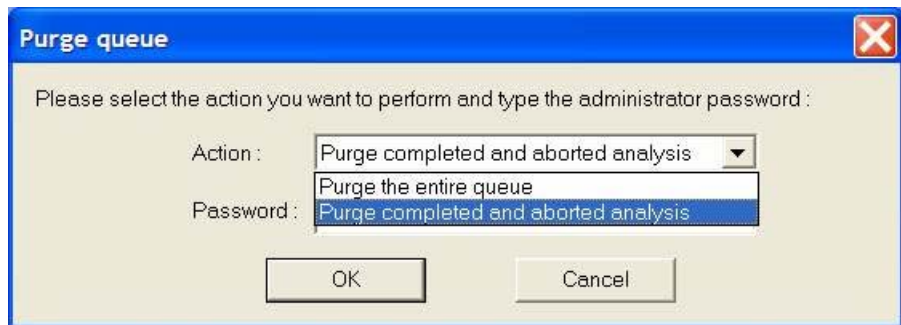 Purge queue
Please select the action you want to perform and type the administrator password :
Action : Purge completed and aborted analysis
Purge the entire queue
Password : Purge completed and aborted analysis
OK Cancel